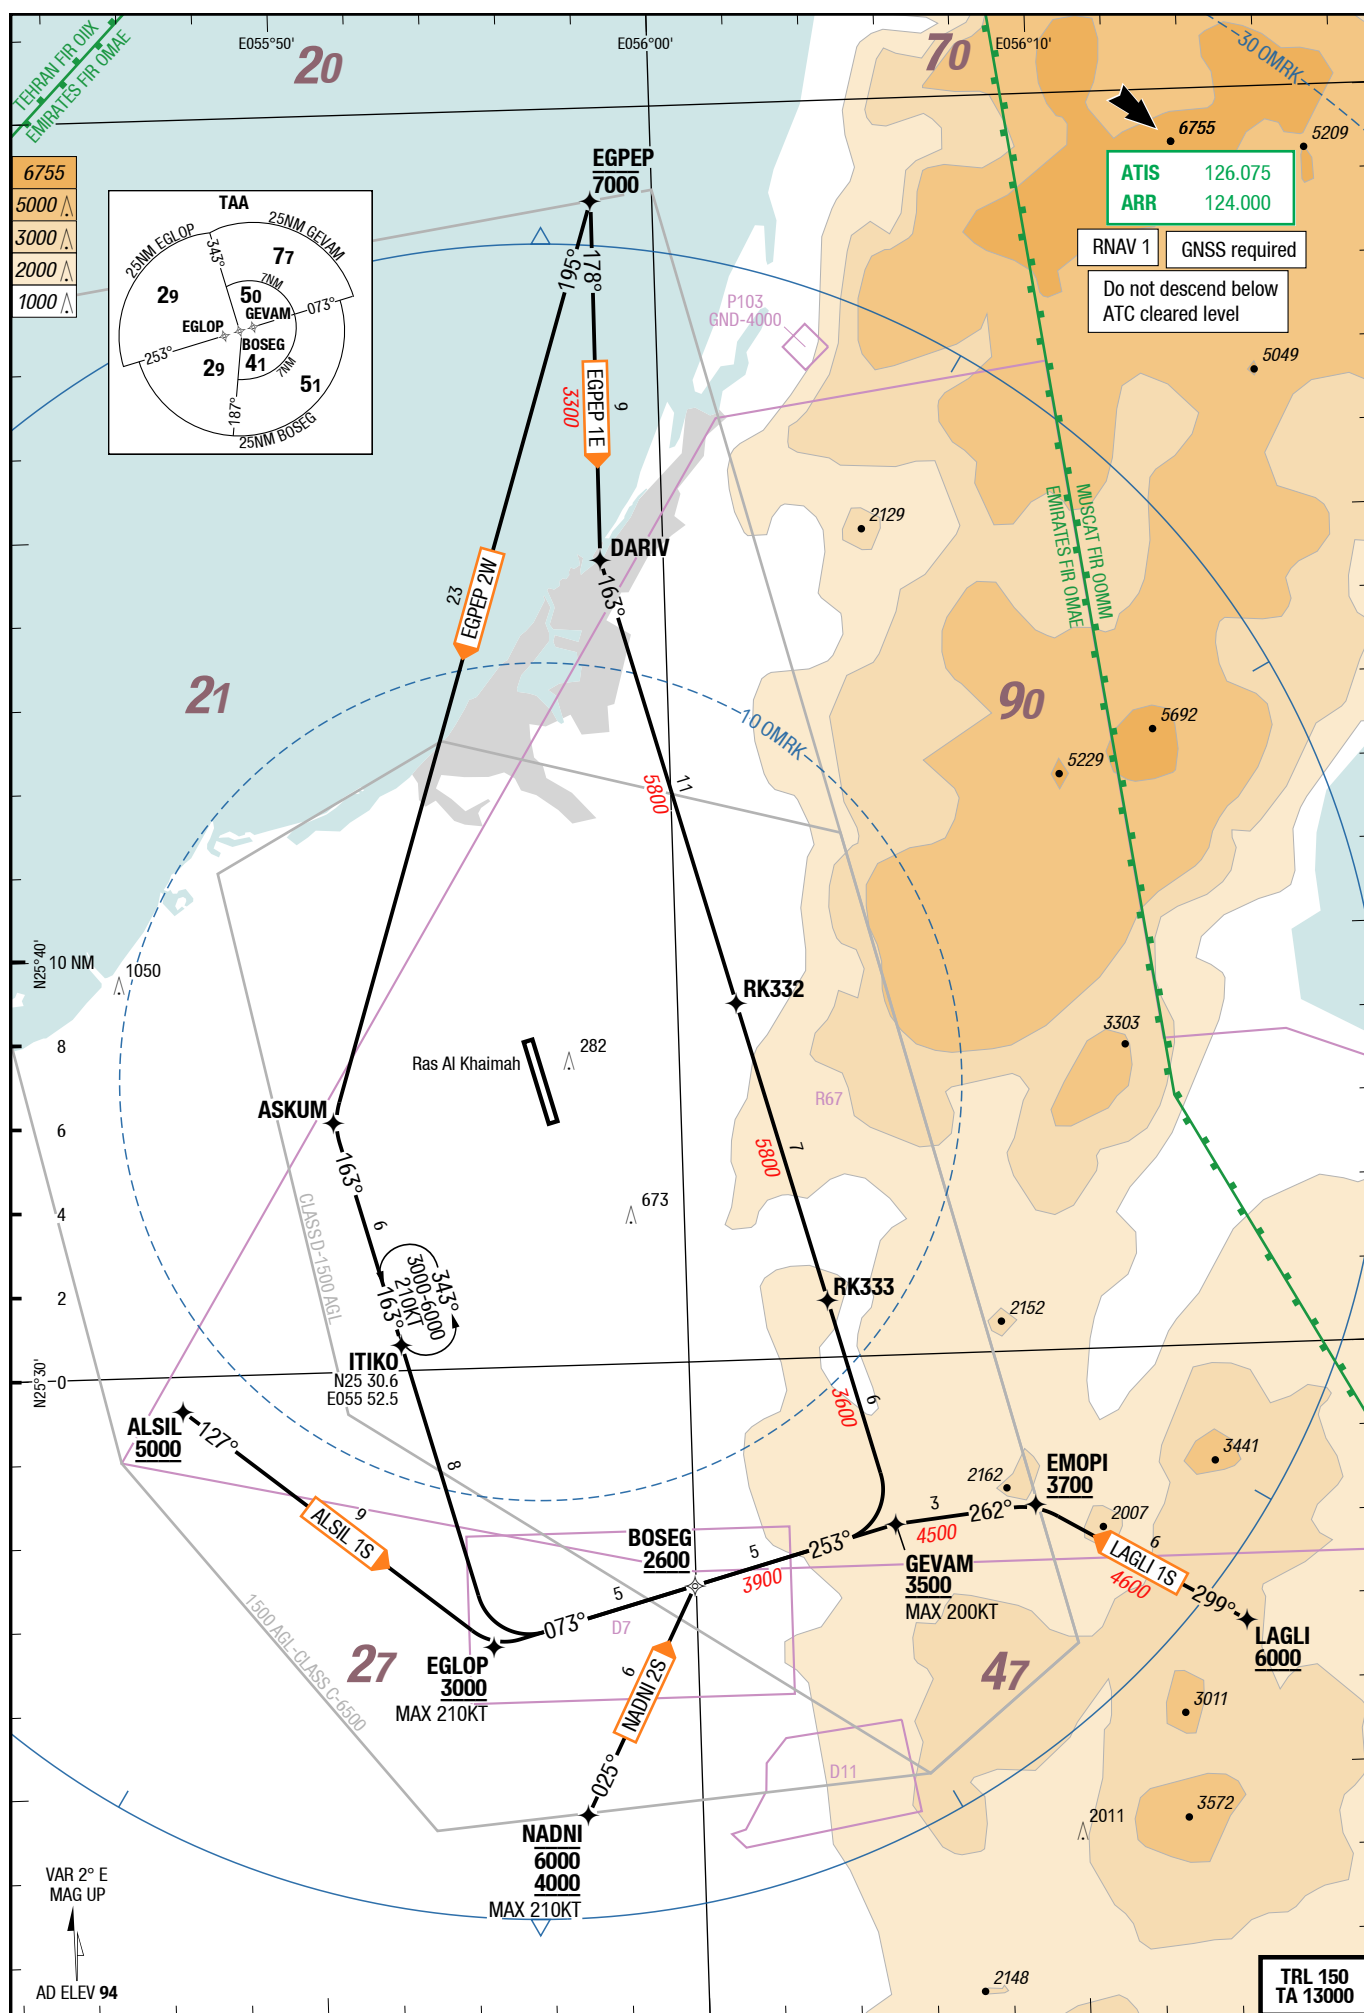 E055°50'
E056°00'
E056°10'
TEHRAN FIR OIIX
EMIRATES FIR OMAE
20
70
30 OMRK
6755
5209
EGPEP
7000
ATIS 126.075
ARR 124.000
RNAV 1
GNSS required
Do not descend below
ATC cleared level
6755
5000
3000
2000
1000
TAA
25NM EGLOP
25NM GEVAM
343°
77
7NM
29
50
GEVAM
073°
EGLOP
BOSEG
253°
29
41
7NM
51
187°
25NM BOSEG
195°
178°
P103
GND-4000
5049
EGPEP 1E
3300
9
2129
MUSCAT FIR OOMM
EMIRATES FIR OMAE
DARIV
163°
23
EGPEP 2W
21
90
10 OMRK
5692
5229
5800
11
N25°40'
10 NM
1050
RK332
8
Ras Al Khaimah
282
3303
R67
6
ASKUM
163°
5800
7
4
673
CLASS D-1500 AGL
6
343°
3000-6000
210KT
163°
2
RK333
2152
ITIKO
N25 30.6
E055 52.5
N25°30'
0
3600
6
ALSIL
5000
127°
8
3441
2162
EMOPI
3700
9
ALSIL 1S
3
262°
2007
BOSEG
2600
5
253°
4500
6
LAGLI 1S
4600
GEVAM
3500
MAX 200KT
3900
299°
5
073°
D7
LAGLI
6000
27
EGLOP
3000
MAX 210KT
6
NADNI 2S
47
1500 AGL-CLASS C-6500
3011
025°
D11
NADNI
6000
4000
MAX 210KT
2011
3572
VAR 2° E
MAG UP
AD ELEV 94
2148
TRL 150
TA 13000